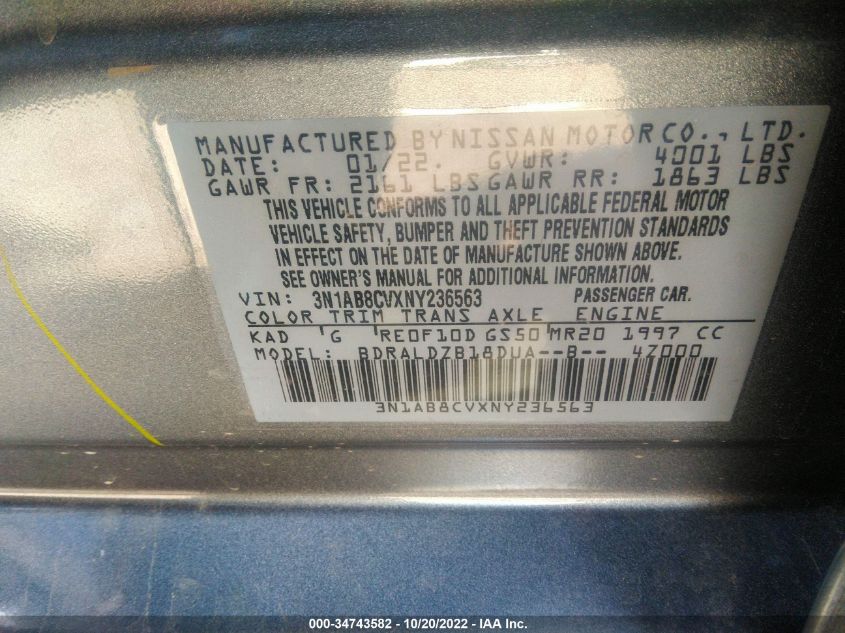 MANUFACTURED BY NISSAN MOTOR CO., LTD.
DATE: 01/22. GVWR: 4001 LBS
GAWR FR: 2161 LBS GAWR RR: 1863 LBS
THIS VEHICLE CONFORMS TO ALL APPLICABLE FEDERAL MOTOR
VEHICLE SAFETY, BUMPER AND THEFT PREVENTION STANDARDS
IN EFFECT ON THE DATE OF MANUFACTURE SHOWN ABOVE.
SEE OWNER'S MANUAL FOR ADDITIONAL INFORMATION.
VIN: 3N1AB8CVXNY236563 PASSENGER CAR.
COLOR TRIM TRANS AXLE ENGINE
KAD 'G 'RE0F10D GS50 MR20 1997 CC
MODEL: BDRALDZB18DUA--B-- 4Z000
3N1AB8CVXNY236563
000-34743582 - 10/20/2022 - IAA Inc.